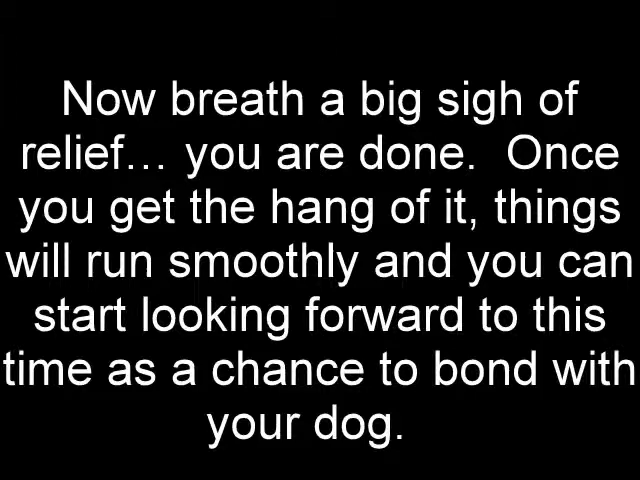 Now breath a big sigh of
relief… you are done.  Once
you get the hang of it, things
will run smoothly and you can
start looking forward to this
time as a chance to bond with
your dog.